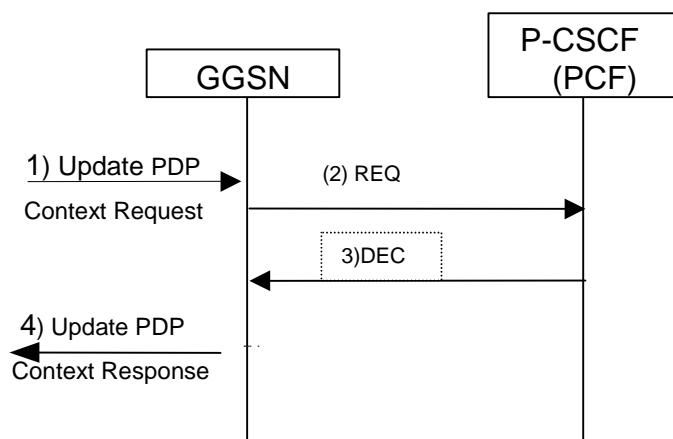 GGSN
P-CSCF
(PCF)
1) Update PDP
Context Request
(2) REQ
3)DEC
4) Update PDP
Context Response